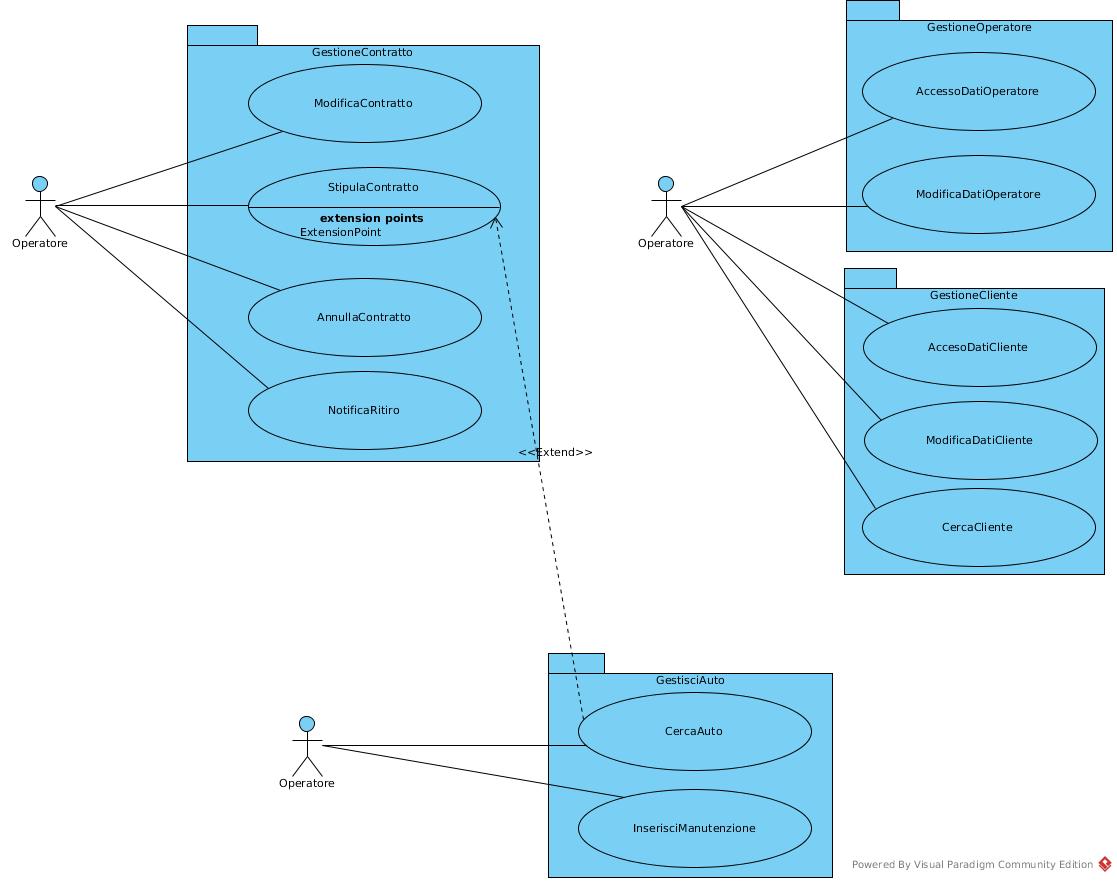 GestioneContratto
ModificaContratto
StipulaContratto
extension points
ExtensionPoint
AnnullaContratto
NotificaRitiro
Operatore
<<Extend>>
GestioneOperatore
AccessoDatiOperatore
ModificaDatiOperatore
Operatore
GestioneCliente
AccesoDatiCliente
ModificaDatiCliente
CercaCliente
GestisciAuto
CercaAuto
InserisciManutenzione
Operatore
Powered By Visual Paradigm Community Edition